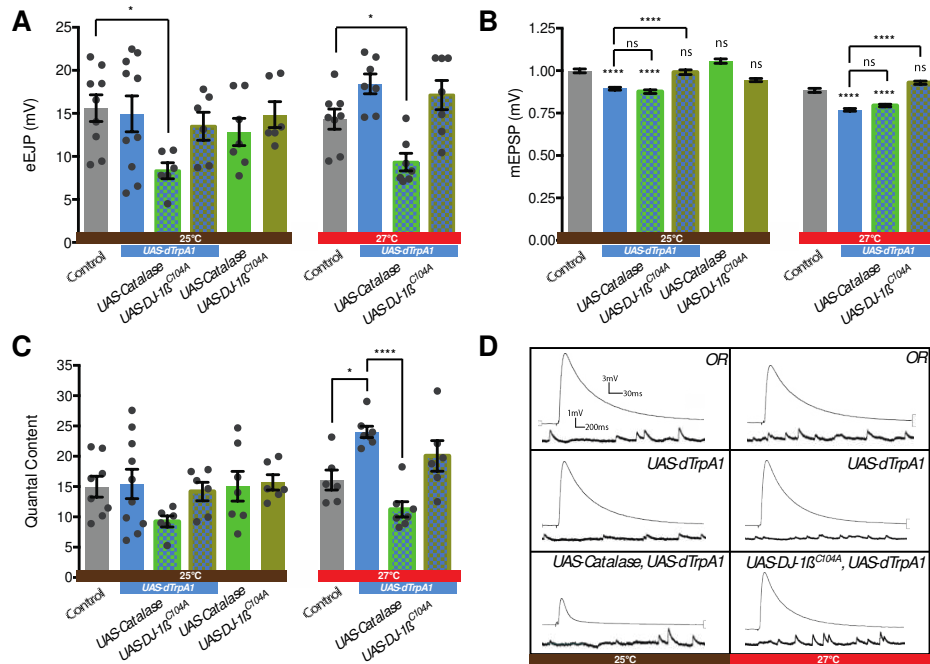 A
eEJP (mV)
25
20
15
10
5
0
*
*
25°C
27°C
UAS-dTrpA1
UAS-dTrpA1
Control
UAS-Catalase
UAS-DJ-1ß^C104A
UAS-Catalase
UAS-DJ-1ß^C104A
Control
UAS-Catalase
UAS-DJ-1ß^C104A
B
mEPSP (mV)
1.25
1.00
0.75
0.50
0.25
0.00
****
ns
**** **** ns ns ns
****
ns
**** **** ****
25°C
27°C
UAS-dTrpA1
UAS-dTrpA1
Control
UAS-Catalase
UAS-DJ-1ß^C104A
UAS-Catalase
UAS-DJ-1ß^C104A
Control
UAS-Catalase
UAS-DJ-1ß^C104A
C
Quantal Content
35
30
25
20
15
10
5
0
*
****
25°C
27°C
UAS-dTrpA1
UAS-dTrpA1
Control
UAS-Catalase
UAS-DJ-1ß^C104A
UAS-Catalase
UAS-DJ-1ß^C104A
Control
UAS-Catalase
UAS-DJ-1ß^C104A
D
OR
OR
3mV
30ms
1mV
200ms
UAS-dTrpA1
UAS-dTrpA1
UAS-Catalase, UAS-dTrpA1
UAS-DJ-1ß^C104A, UAS-dTrpA1
25°C
27°C